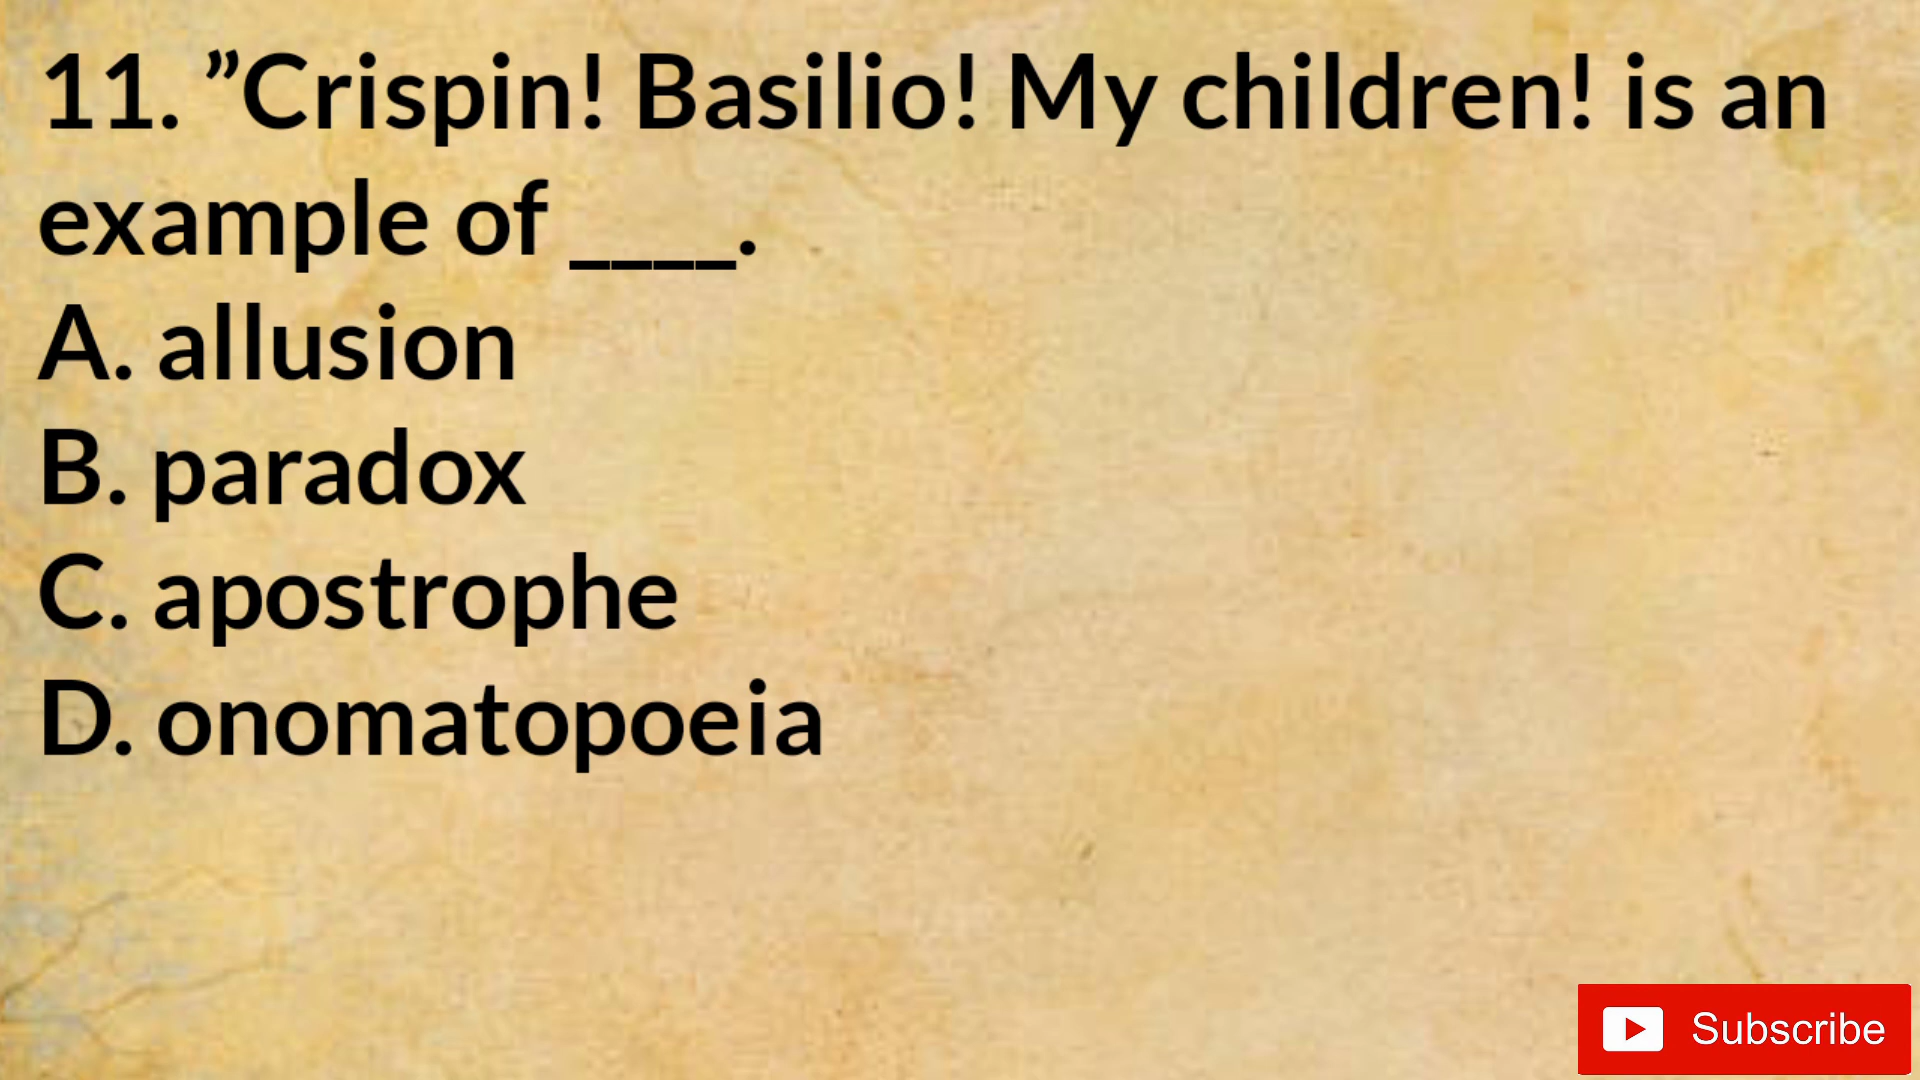 11. ”Crispin! Basilio! My children! is an
example of ____.
A. allusion
B. paradox
C. apostrophe
D. onomatopoeia
Subscribe